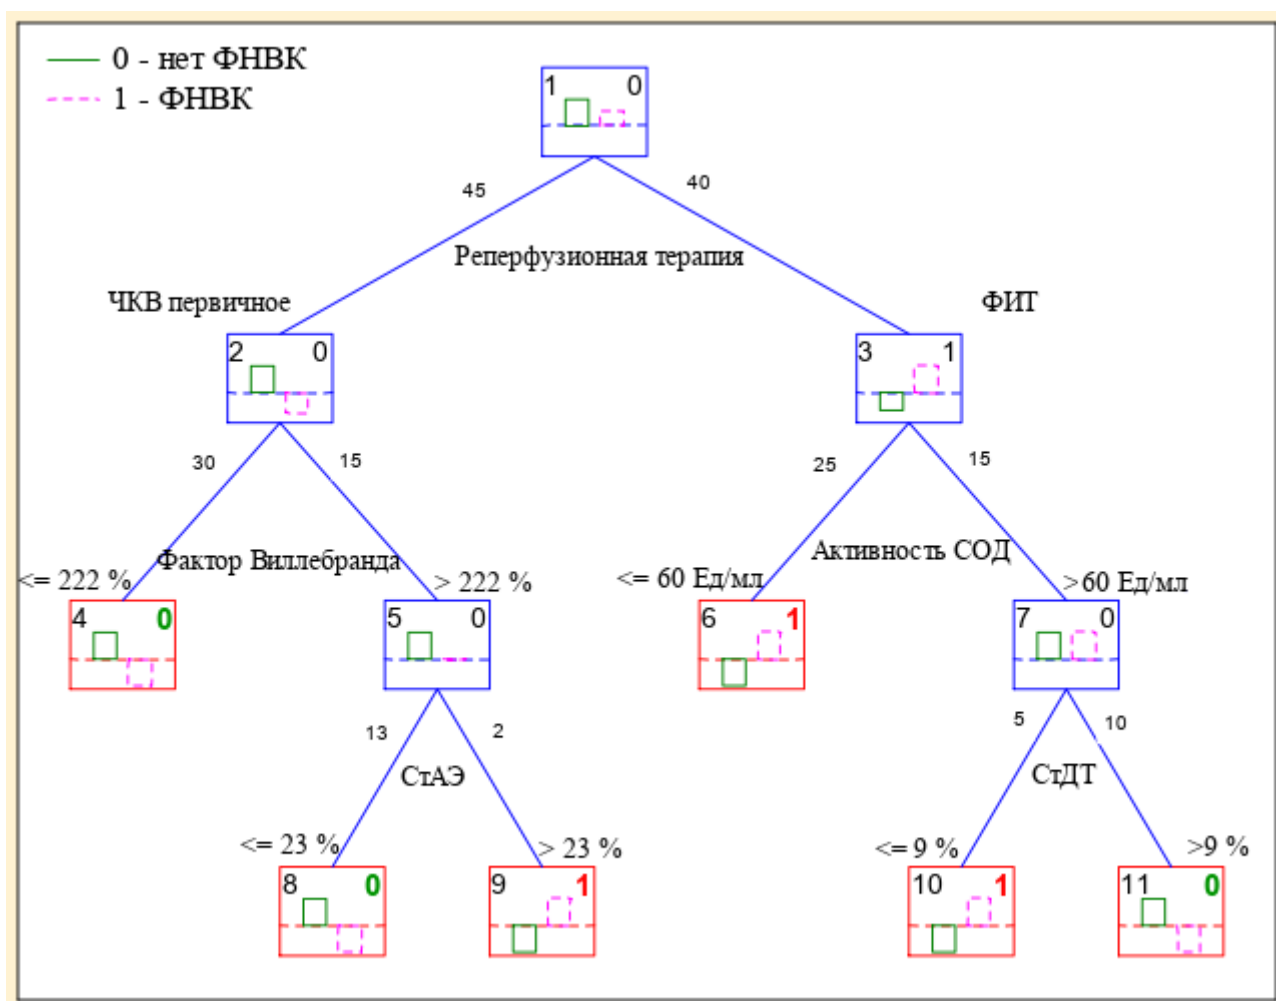 0 - нет ФНВК
1 - ФНВК
1 0
45 40
Реперфузионная терапия
ЧКВ первичное ФИТ
2 0 3 1
30 15 25 15
Фактор Виллебранда Активность СОД
<= 222 % > 222 % <= 60 Ед/мл >60 Ед/мл
4 0 5 0 6 1 7 0
13 2 5 10
СтАЭ СтДТ
<= 23 % > 23 % <= 9 % >9 %
8 0 9 1 10 1 11 0